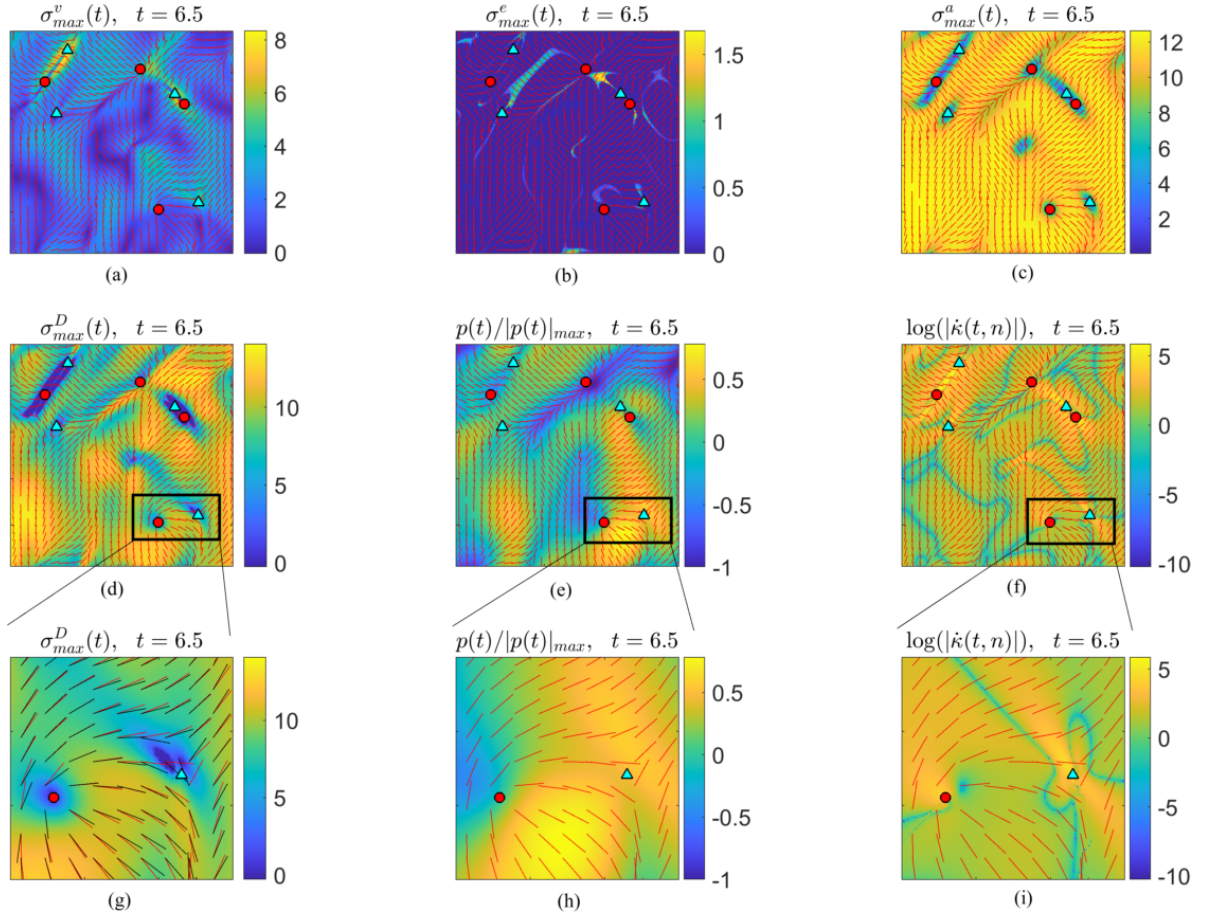 σ^v_max(t),  t = 6.5
8
6
4
2
0
(a)
σ^e_max(t),  t = 6.5
1.5
1
0.5
0
(b)
σ^a_max(t),  t = 6.5
12
10
8
6
4
2
(c)
σ^D_max(t),  t = 6.5
10
5
0
(d)
p(t)/|p(t)|_max,  t = 6.5
0.5
0
-0.5
-1
(e)
log(|κ̇(t, n)|),  t = 6.5
5
0
-5
-10
(f)
σ^D_max(t),  t = 6.5
10
5
0
(g)
p(t)/|p(t)|_max,  t = 6.5
0.5
0
-0.5
-1
(h)
log(|κ̇(t, n)|),  t = 6.5
5
0
-5
-10
(i)